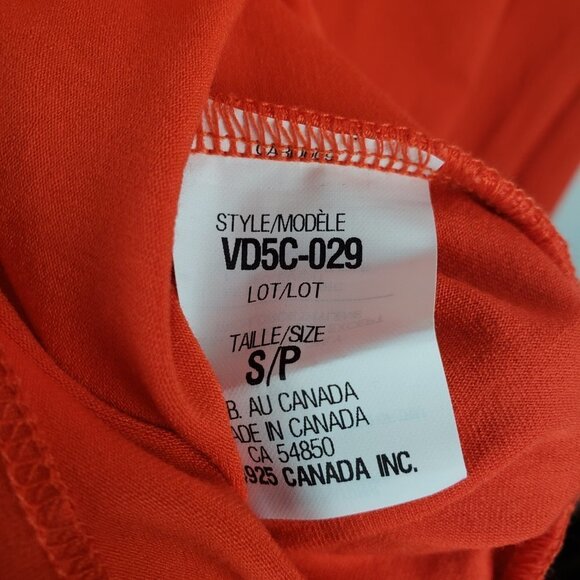 STYLE/MODÈLE
VD5C-029
LOT/LOT
TAILLE/SIZE
S/P
B. AU CANADA
ADE IN CANADA
CA 54850
925 CANADA INC.